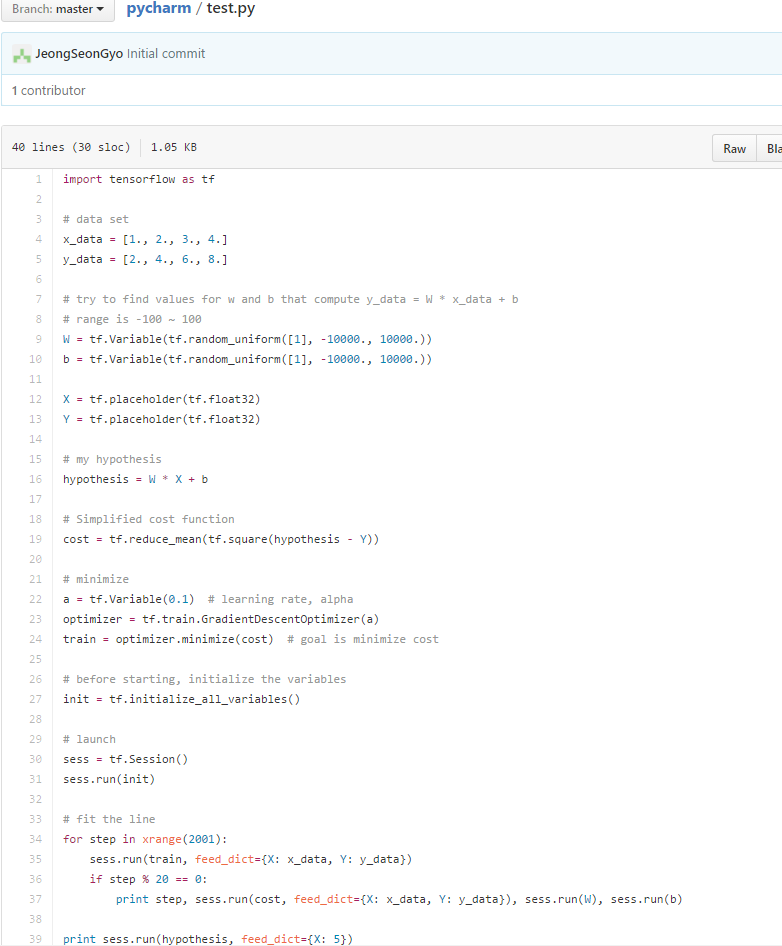 Branch: master
pycharm / test.py
JeongSeonGyo Initial commit
1 contributor
40 lines (30 sloc) 1.05 KB
Raw Bla
1 import tensorflow as tf
2
3 # data set
4 x_data = [1., 2., 3., 4.]
5 y_data = [2., 4., 6., 8.]
6
7 # try to find values for w and b that compute y_data = W * x_data + b
8 # range is -100 ~ 100
9 W = tf.Variable(tf.random_uniform([1], -10000., 10000.))
10 b = tf.Variable(tf.random_uniform([1], -10000., 10000.))
11
12 X = tf.placeholder(tf.float32)
13 Y = tf.placeholder(tf.float32)
14
15 # my hypothesis
16 hypothesis = W * X + b
17
18 # Simplified cost function
19 cost = tf.reduce_mean(tf.square(hypothesis - Y))
20
21 # minimize
22 a = tf.Variable(0.1)  # learning rate, alpha
23 optimizer = tf.train.GradientDescentOptimizer(a)
24 train = optimizer.minimize(cost)  # goal is minimize cost
25
26 # before starting, initialize the variables
27 init = tf.initialize_all_variables()
28
29 # launch
30 sess = tf.Session()
31 sess.run(init)
32
33 # fit the line
34 for step in xrange(2001):
35     sess.run(train, feed_dict={X: x_data, Y: y_data})
36     if step % 20 == 0:
37         print step, sess.run(cost, feed_dict={X: x_data, Y: y_data}), sess.run(W), sess.run(b)
38
39 print sess.run(hypothesis, feed_dict={X: 5})